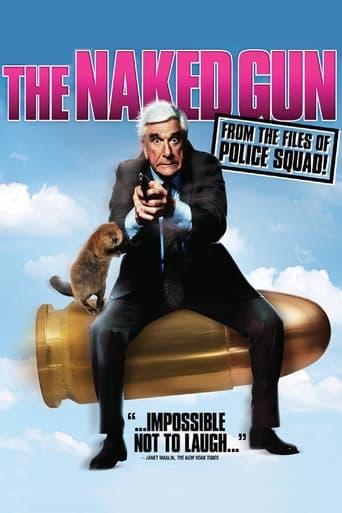 THE NAKED GUN
FROM THE FILES OF
POLICE SQUAD!
“...IMPOSSIBLE
NOT TO LAUGH...”
– JANET MASLIN, THE NEW YORK TIMES